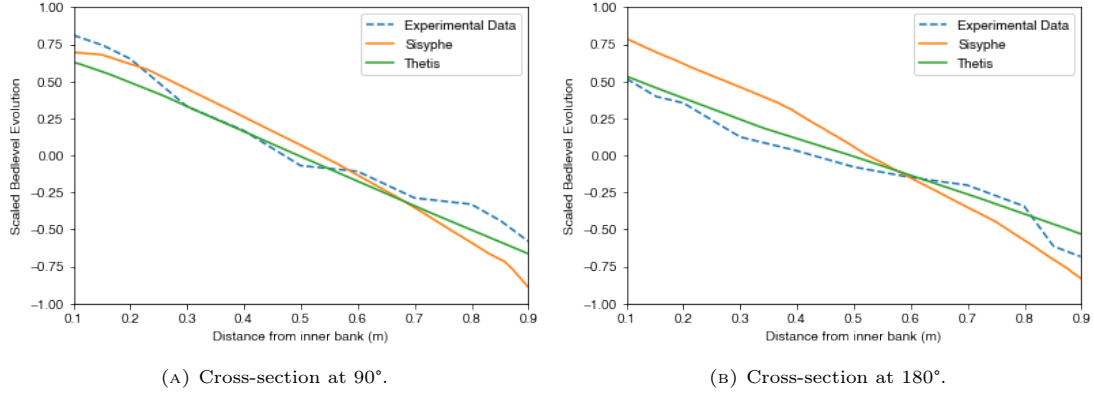 Experimental Data
Sisyphe
Thetis
1.00
0.75
0.50
0.25
0.00
−0.25
−0.50
−0.75
−1.00
Scaled Bedlevel Evolution
0.1 0.2 0.3 0.4 0.5 0.6 0.7 0.8 0.9
Distance from inner bank (m)
(A) Cross-section at 90°.
Experimental Data
Sisyphe
Thetis
1.00
0.75
0.50
0.25
0.00
−0.25
−0.50
−0.75
−1.00
Scaled Bedlevel Evolution
0.1 0.2 0.3 0.4 0.5 0.6 0.7 0.8 0.9
Distance from inner bank (m)
(B) Cross-section at 180°.